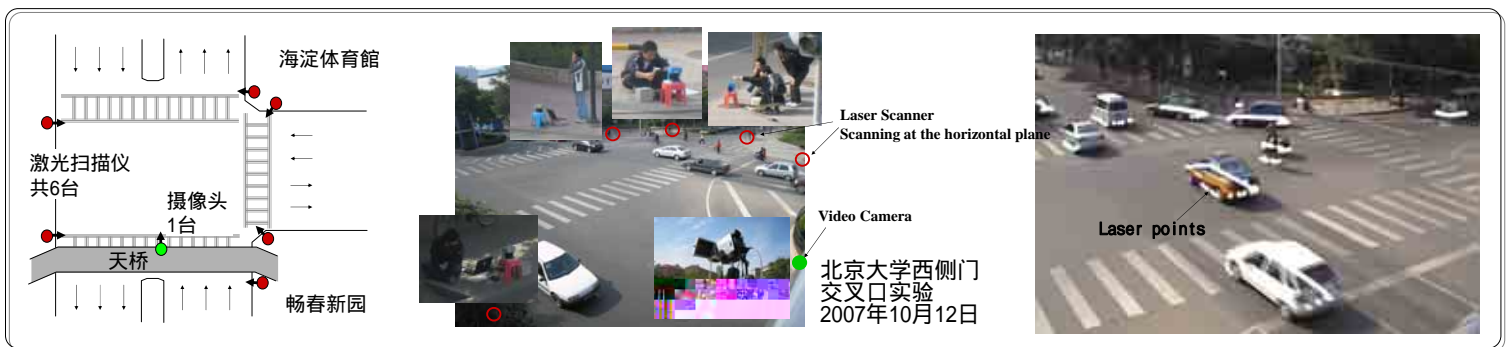 海淀体育館
激光扫描仪
共6台
摄像头
1台
天桥
畅春新园
Laser Scanner
Scanning at the horizontal plane
Video Camera
北京大学西侧门
交叉口实验
2007年10月12日
Laser points